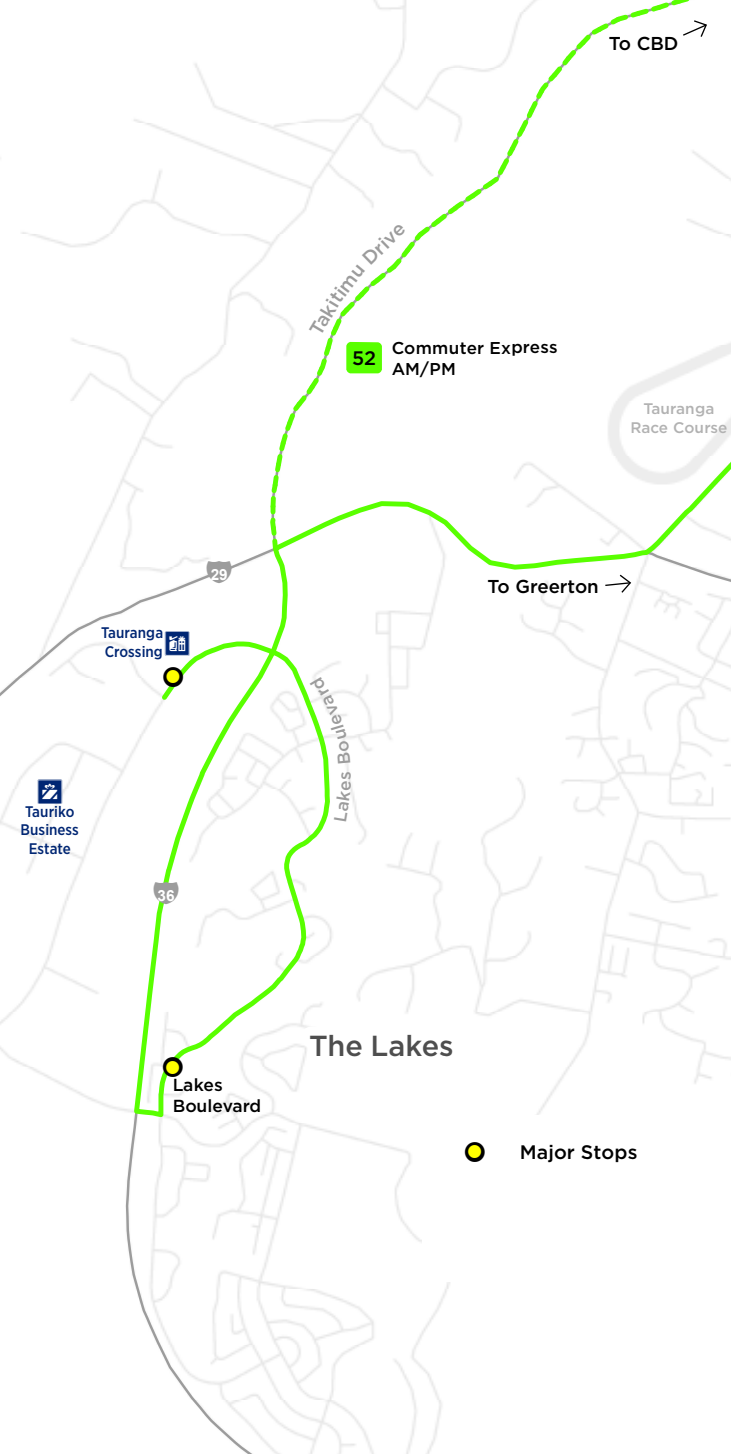 To CBD
Takitimu Drive
52
Commuter Express
AM/PM
Tauranga
Race Course
29
To Greerton
Tauranga
Crossing
Lakes Boulevard
Tauriko
Business
Estate
36
The Lakes
Lakes
Boulevard
Major Stops